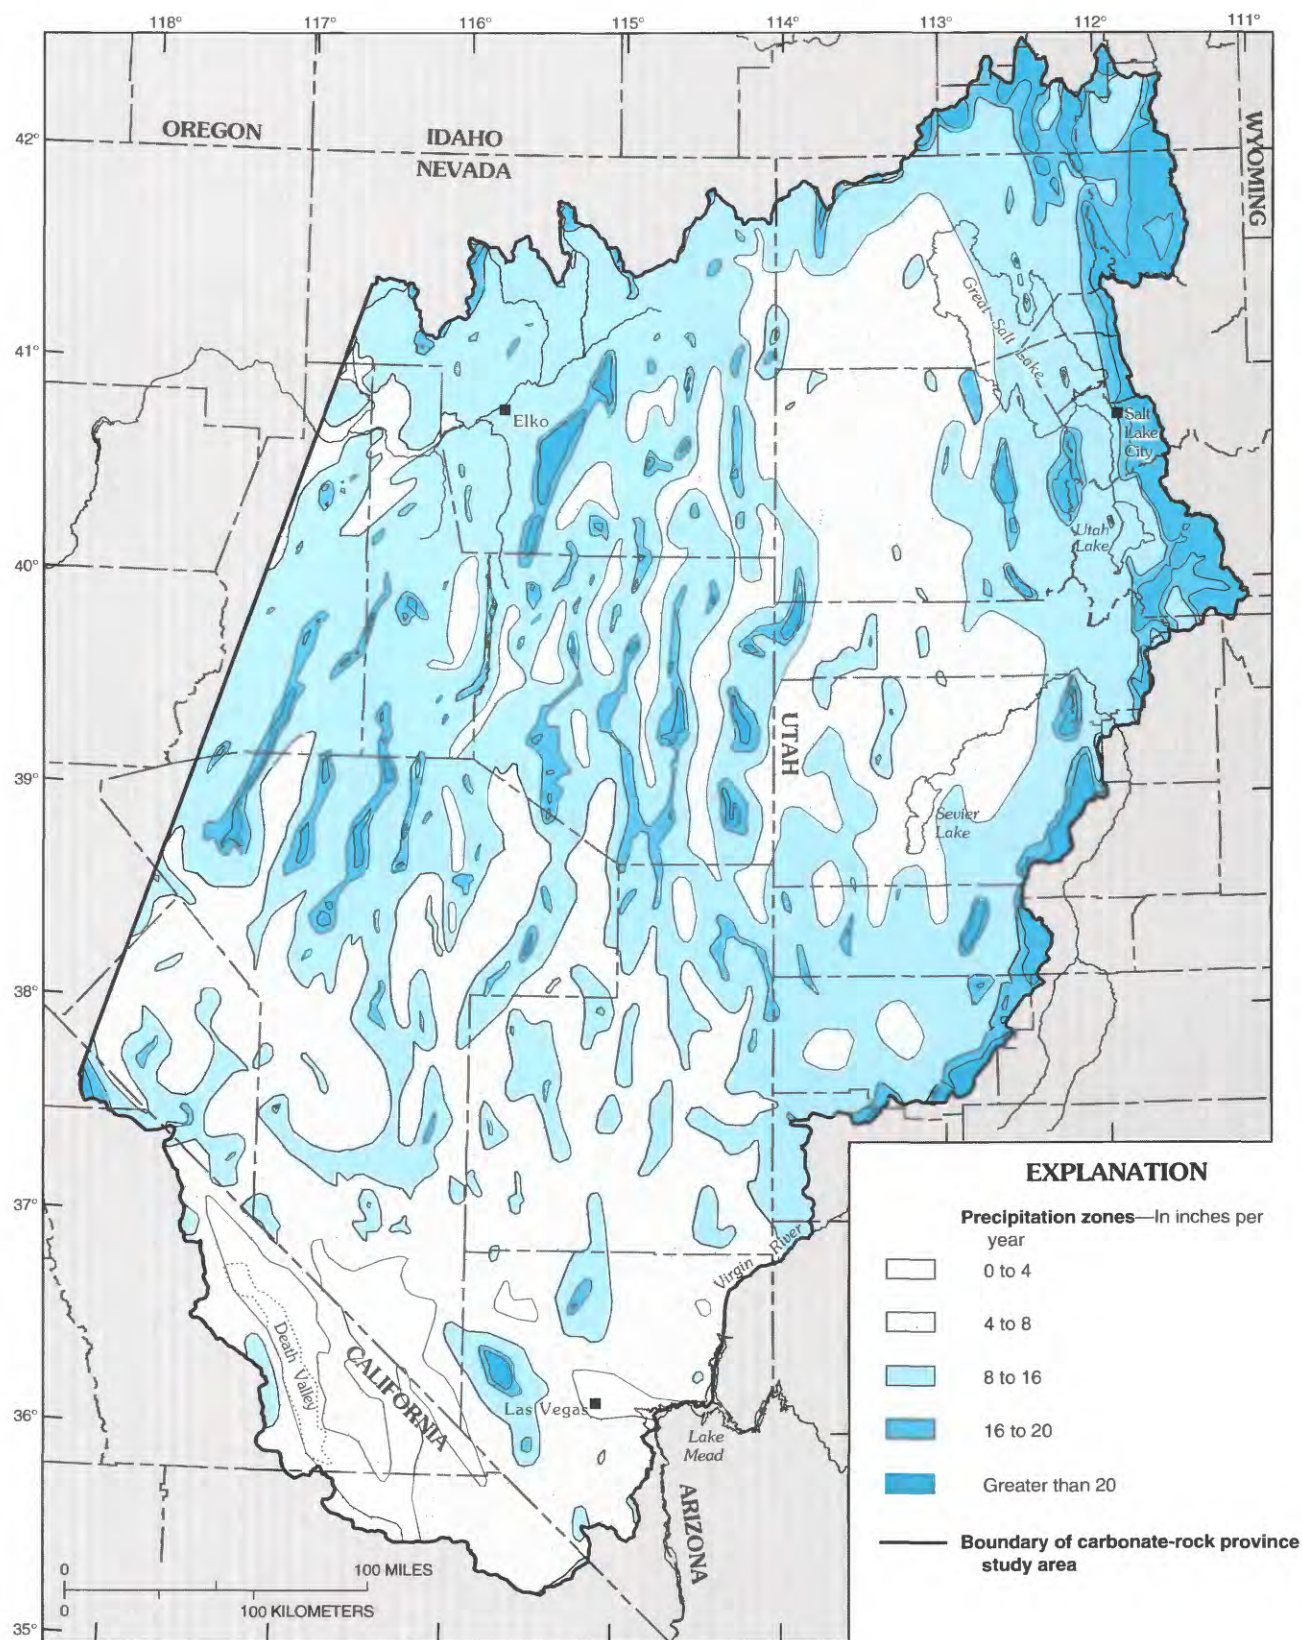 118° 117° 116° 115° 114° 113° 112° 111°
42°
41°
40°
39°
38°
37°
36°
35°
OREGON
IDAHO
NEVADA
WYOMING
Great Salt Lake
Elko
Salt
Lake
City
Utah
Lake
UTAH
Sevier
Lake
Virgin River
Death Valley
CALIFORNIA
Las Vegas
Lake
Mead
ARIZONA
0 100 MILES
0 100 KILOMETERS
EXPLANATION
Precipitation zones—In inches per
year
0 to 4
4 to 8
8 to 16
16 to 20
Greater than 20
Boundary of carbonate-rock province
study area